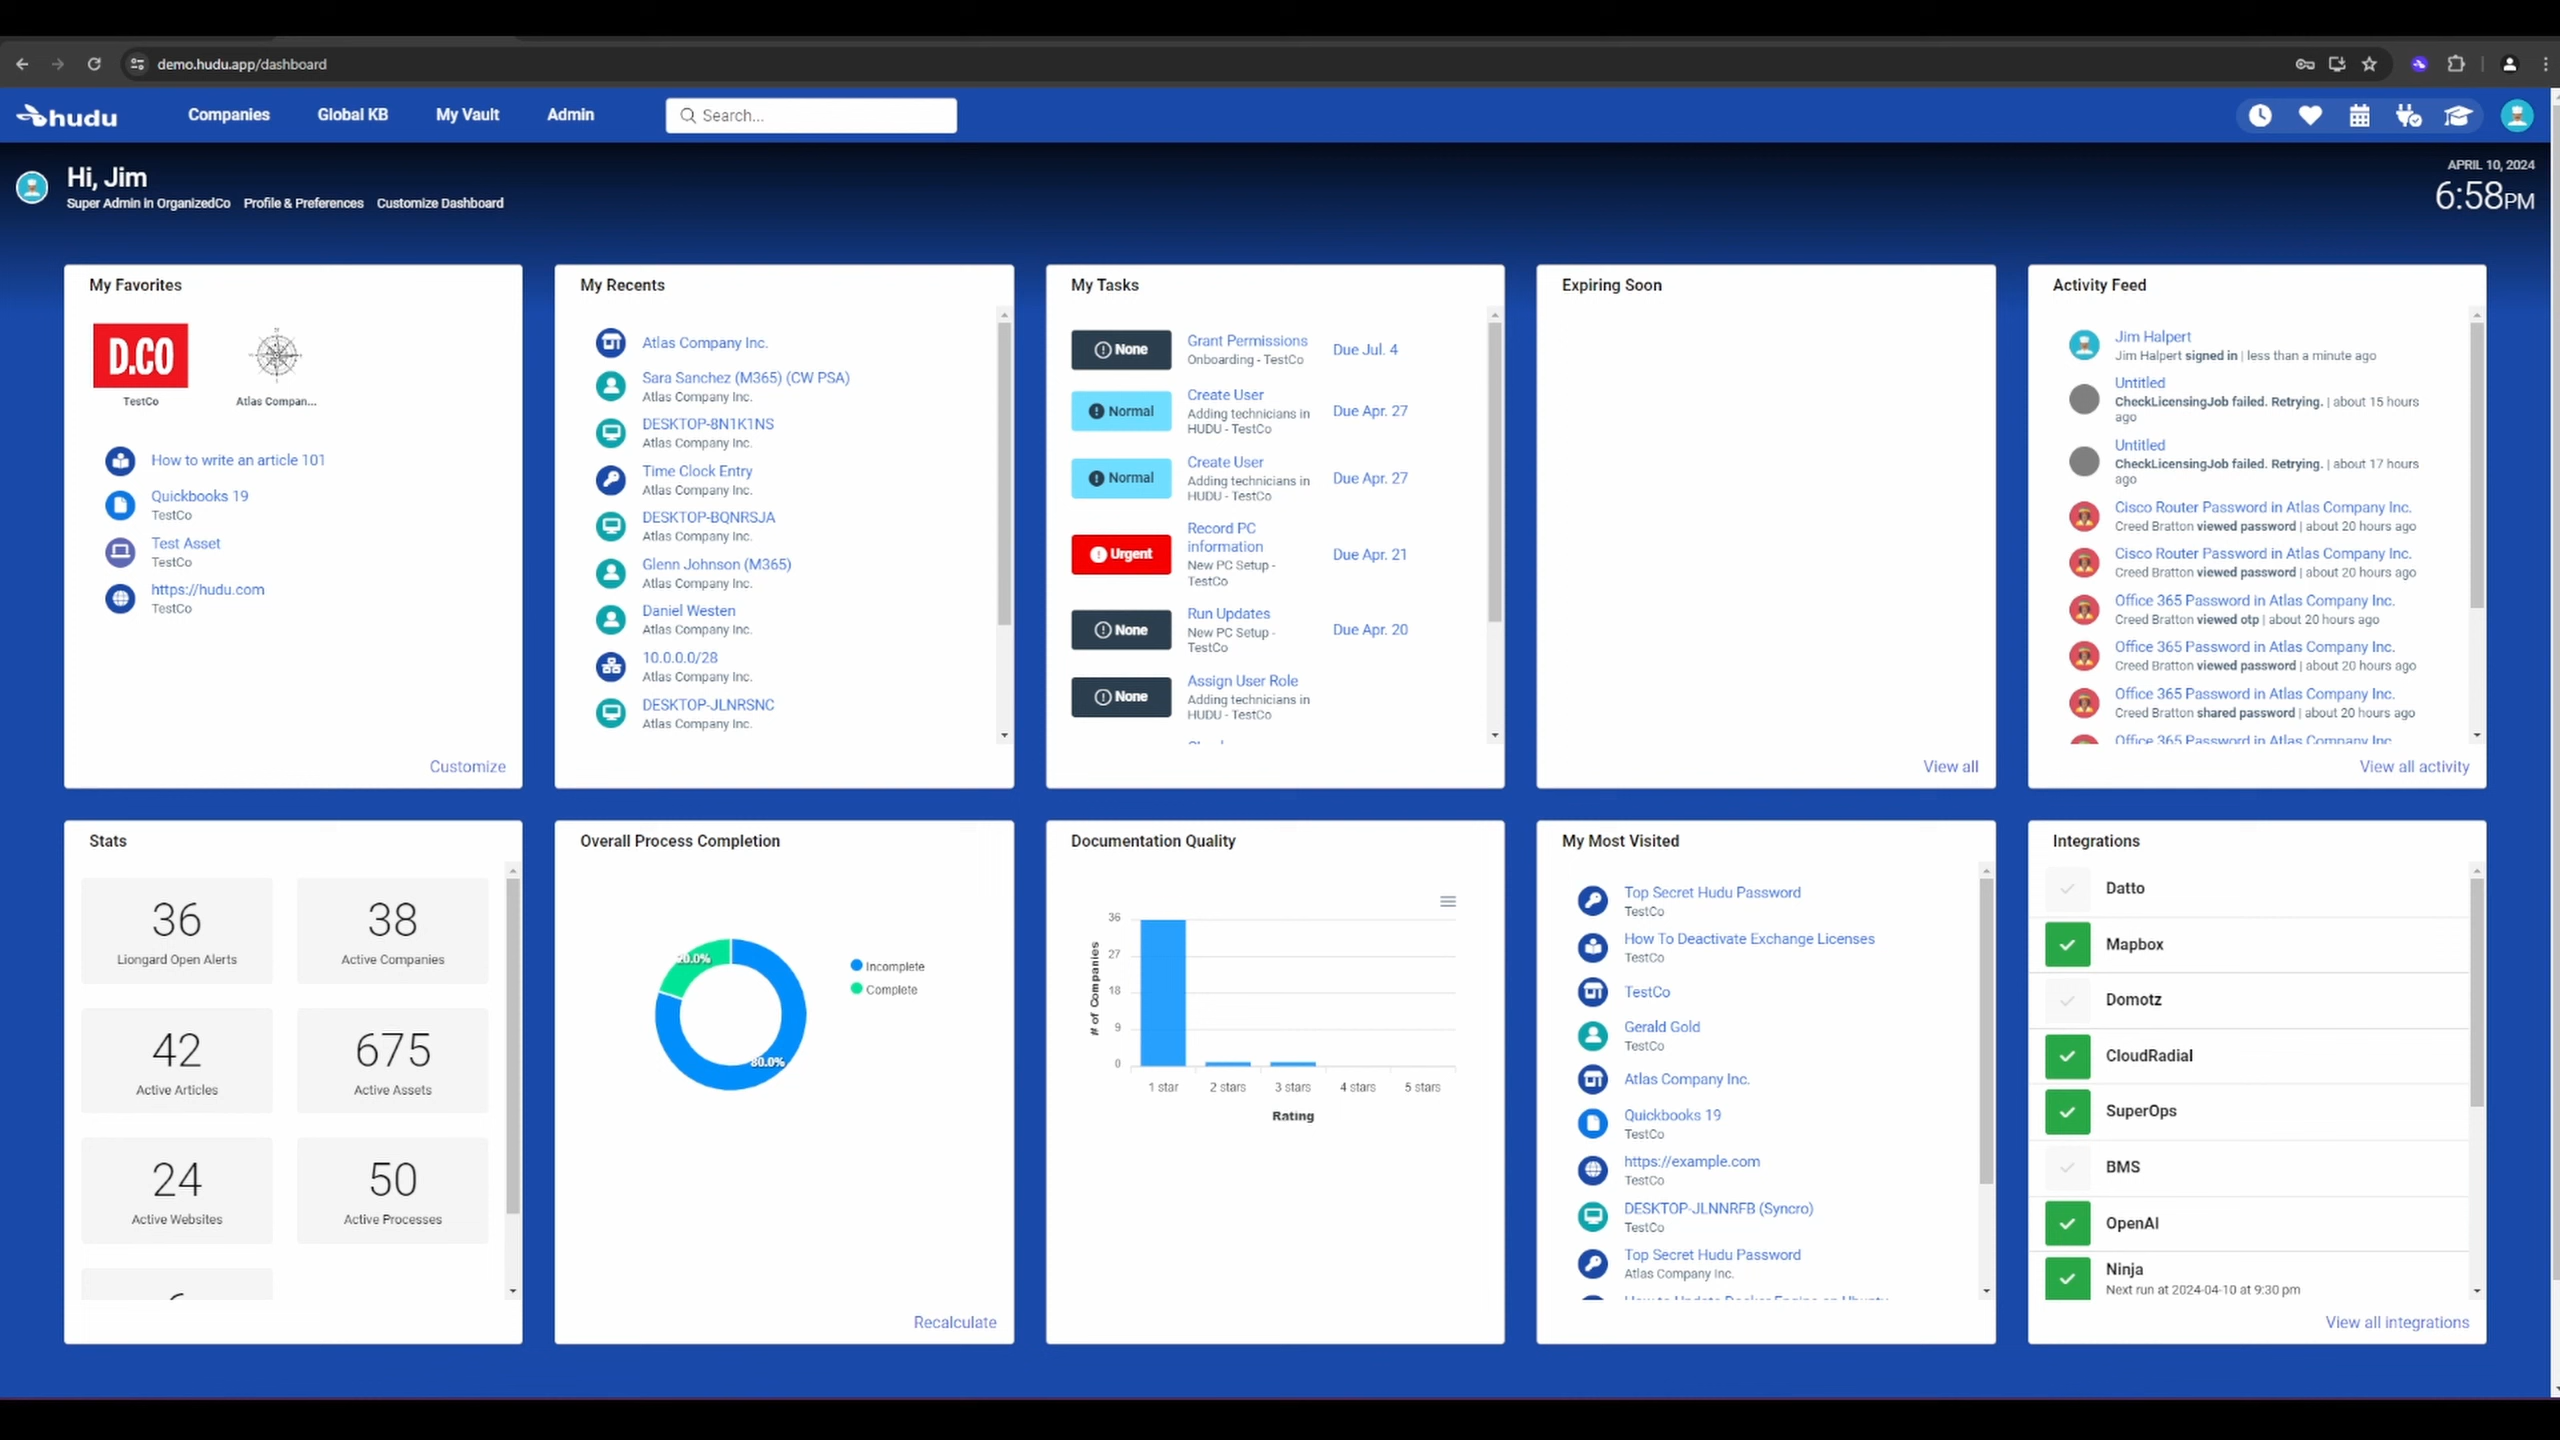 demo.hudu.app/dashboard
hudu
Companies
Global KB
My Vault
Admin
Search...
Hi, Jim
Super Admin in OrganizedCo Profile & Preferences Customize Dashboard
APRIL 10, 2024
6:58PM
My Favorites
D.CO
TestCo
Atlas Compan...
How to write an article 101
Quickbooks 19
TestCo
Test Asset
TestCo
https://hudu.com
TestCo
Customize
My Recents
Atlas Company Inc.
Sara Sanchez (M365) (CW PSA)
Atlas Company Inc.
DESKTOP-8N1K1NS
Atlas Company Inc.
Time Clock Entry
Atlas Company Inc.
DESKTOP-BQNRSJA
Atlas Company Inc.
Glenn Johnson (M365)
Atlas Company Inc.
Daniel Westen
Atlas Company Inc.
10.0.0.0/28
Atlas Company Inc.
DESKTOP-JLNRSNC
Atlas Company Inc.
My Tasks
None
Grant Permissions
Onboarding - TestCo
Due Jul. 4
Normal
Create User
Adding technicians in
HUDU - TestCo
Due Apr. 27
Normal
Create User
Adding technicians in
HUDU - TestCo
Due Apr. 27
Urgent
Record PC
information
New PC Setup -
TestCo
Due Apr. 21
None
Run Updates
New PC Setup -
TestCo
Due Apr. 20
None
Assign User Role
Adding technicians in
HUDU - TestCo
Expiring Soon
View all
Activity Feed
Jim Halpert
Jim Halpert signed in | less than a minute ago
Untitled
CheckLicensingJob failed. Retrying. | about 15 hours
ago
Untitled
CheckLicensingJob failed. Retrying. | about 17 hours
ago
Cisco Router Password in Atlas Company Inc.
Creed Bratton viewed password | about 20 hours ago
Cisco Router Password in Atlas Company Inc.
Creed Bratton viewed password | about 20 hours ago
Office 365 Password in Atlas Company Inc.
Creed Bratton viewed otp | about 20 hours ago
Office 365 Password in Atlas Company Inc.
Creed Bratton viewed password | about 20 hours ago
Office 365 Password in Atlas Company Inc.
Creed Bratton shared password | about 20 hours ago
Office 365 Password in Atlas Company Inc.
View all activity
Stats
36
Liongard Open Alerts
38
Active Companies
42
Active Articles
675
Active Assets
24
Active Websites
50
Active Processes
Overall Process Completion
20.0%
80.0%
Incomplete
Complete
Recalculate
Documentation Quality
# of Companies
36
27
18
9
0
1 star
2 stars
3 stars
4 stars
5 stars
Rating
My Most Visited
Top Secret Hudu Password
TestCo
How To Deactivate Exchange Licenses
TestCo
TestCo
Gerald Gold
TestCo
Atlas Company Inc.
Quickbooks 19
TestCo
https://example.com
TestCo
DESKTOP-JLNNRFB (Syncro)
TestCo
Top Secret Hudu Password
Atlas Company Inc.
How to Update Docker Engine on Ubuntu
Integrations
Datto
Mapbox
Domotz
CloudRadial
SuperOps
BMS
OpenAI
Ninja
Next run at 2024-04-10 at 9:30 pm
View all integrations